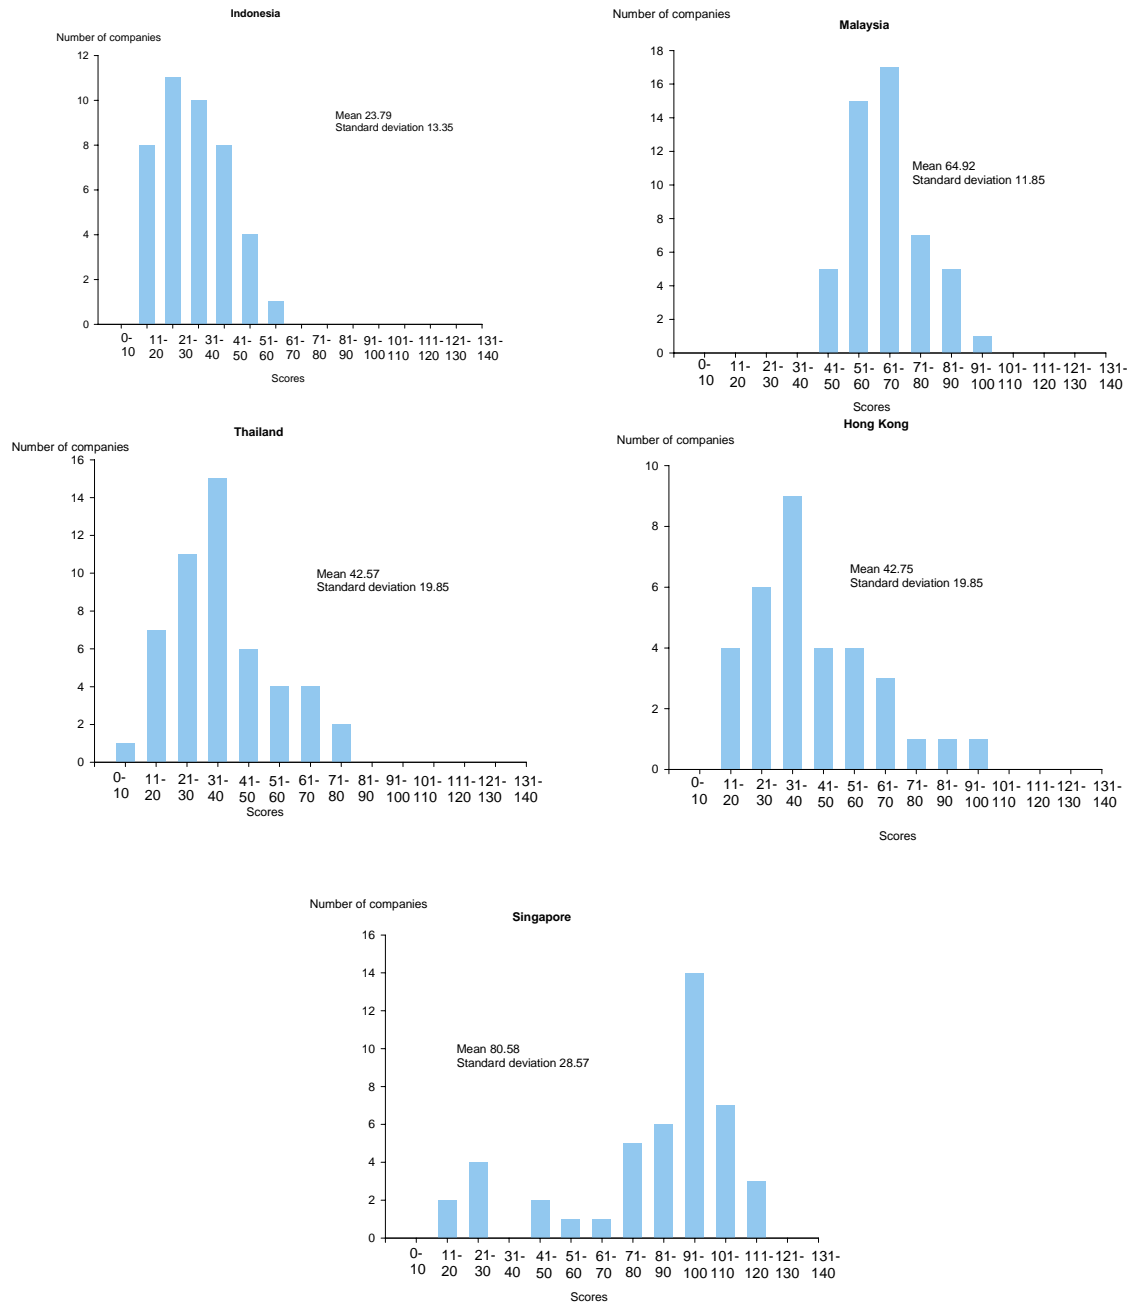 Indonesia
Number of companies
12
10
8
6
4
2
0
Mean 23.79
Standard deviation 13.35
0- 11- 21- 31- 41- 51- 61- 71- 81- 91- 101- 111- 121- 131-
10 20 30 40 50 60 70 80 90 100 110 120 130 140
Scores
Number of companies
Malaysia
18
16
14
12
10
8
6
4
2
0
Mean 64.92
Standard deviation 11.85
0- 11- 21- 31- 41- 51- 61- 71- 81- 91- 101- 111- 121- 131-
10 20 30 40 50 60 70 80 90 100 110 120 130 140
Scores
Thailand
Number of companies
16
14
12
10
8
6
4
2
0
Mean 42.57
Standard deviation 19.85
0- 11- 21- 31- 41- 51- 61- 71- 81- 91- 101- 111- 121- 131-
10 20 30 40 50 60 70 80 90 100 110 120 130 140
Scores
Hong Kong
Number of companies
10
8
6
4
2
0
Mean 42.75
Standard deviation 19.85
0- 11- 21- 31- 41- 51- 61- 71- 81- 91- 101- 111- 121- 131-
10 20 30 40 50 60 70 80 90 100 110 120 130 140
Scores
Number of companies
Singapore
16
14
12
10
8
6
4
2
0
Mean 80.58
Standard deviation 28.57
0- 11- 21- 31- 41- 51- 61- 71- 81- 91- 101- 111- 121- 131-
10 20 30 40 50 60 70 80 90 100 110 120 130 140
Scores